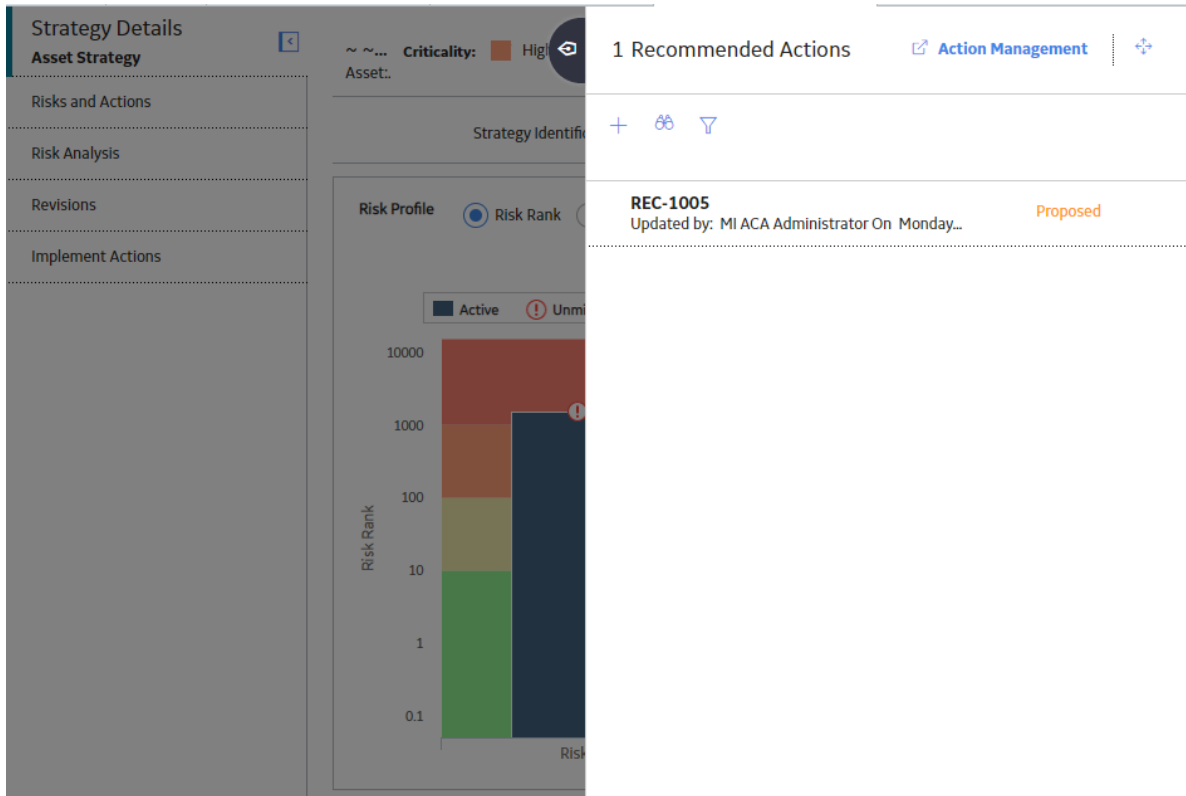 Strategy Details
Asset Strategy
Risks and Actions
Risk Analysis
Revisions
Implement Actions
~ ~... Criticality: High
Asset:.
Strategy Identific
Risk Profile Risk Rank
Active Unmi
10000
1000
100
10
1
0.1
Risk Rank
Risk
1 Recommended Actions Action Management
REC-1005
Updated by: MI ACA Administrator On Monday...
Proposed